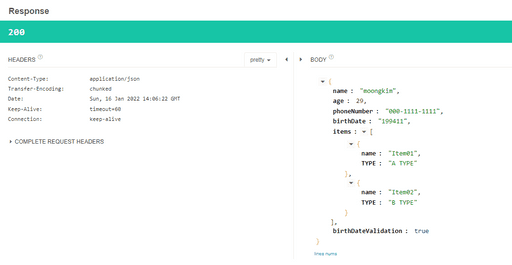 Response
200
HEADERS
pretty
BODY
Content-Type: application/json
Transfer-Encoding: chunked
Date: Sun, 16 Jan 2022 14:06:22 GMT
Keep-Alive: timeout=60
Connection: keep-alive
COMPLETE REQUEST HEADERS
{
name : "moongkim",
age : 29,
phoneNumber : "000-1111-1111",
birthDate : "199411",
items : [
{
name : "Item01",
TYPE : "A TYPE"
},
{
name : "Item02",
TYPE : "B TYPE"
}
],
birthDateValidation : true
}